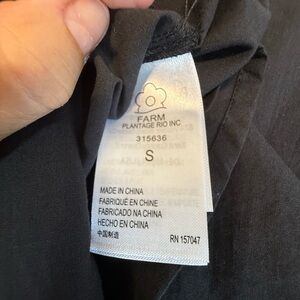 FARM
PLANTAGE RIO INC
315636
S
MADE IN CHINA
FABRIQUÉ EN CHINE
FABRICADO NA CHINA
HECHO EN CHINA
中国制造
RN 157047